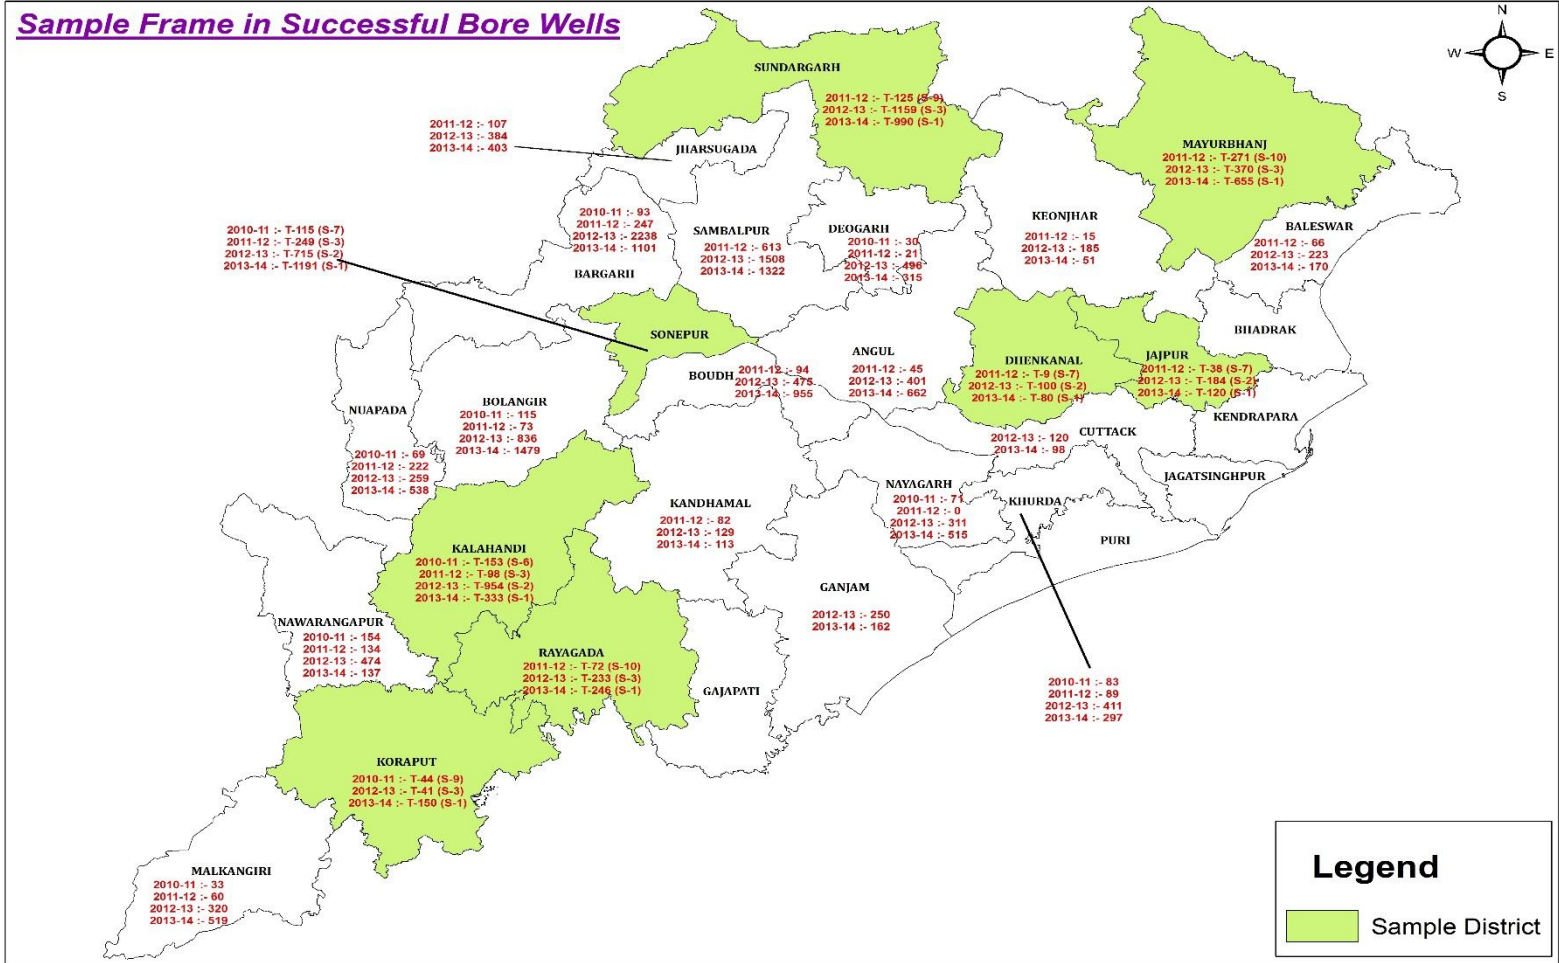 Sample Frame in Successful Bore Wells
N
W
E
S
SUNDARGARH
2011-12 :- T-125 (S-9)
2012-13 :- T-1159 (S-3)
2013-14 :- T-990 (S-1)
2011-12 :- 107
2012-13 :- 384
2013-14 :- 403
JHARSUGADA
MAYURBHANJ
2011-12 :- T-271 (S-10)
2012-13 :- T-370 (S-3)
2013-14 :- T-655 (S-1)
2010-11 :- T-115 (S-7)
2011-12 :- T-249 (S-3)
2012-13 :- T-715 (S-2)
2013-14 :- T-1191 (S-1)
2010-11 :- 93
2011-12 :- 247
2012-13 :- 2238
2013-14 :- 1101
BARGARH
SAMBALPUR
2011-12 :- 613
2012-13 :- 1508
2013-14 :- 1322
DEOGARH
2010-11 :- 30
2011-12 :- 21
2012-13 :- 496
2013-14 :- 315
KEONJHAR
2011-12 :- 15
2012-13 :- 185
2013-14 :- 51
BALESWAR
2011-12 :- 66
2012-13 :- 223
2013-14 :- 170
BHADRAK
SONEPUR
BOUDH
2011-12 :- 94
2012-13 :- 475
2013-14 :- 955
ANGUL
2011-12 :- 45
2012-13 :- 401
2013-14 :- 662
DHENKANAL
2011-12 :- T-9 (S-7)
2012-13 :- T-100 (S-2)
2013-14 :- T-80 (S-1)
JAJPUR
2011-12 :- T-38 (S-7)
2012-13 :- T-184 (S-2)
2013-14 :- T-120 (S-1)
NUAPADA
2010-11 :- 69
2011-12 :- 222
2012-13 :- 259
2013-14 :- 538
BOLANGIR
2010-11 :- 115
2011-12 :- 73
2012-13 :- 836
2013-14 :- 1479
KENDRAPARA
CUTTACK
2012-13 :- 120
2013-14 :- 98
JAGATSINGHPUR
NAYAGARH
2010-11 :- 71
2011-12 :- 0
2012-13 :- 311
2013-14 :- 515
KHURDA
PURI
KANDHAMAL
2011-12 :- 82
2012-13 :- 129
2013-14 :- 113
KALAHANDI
2010-11 :- T-153 (S-6)
2011-12 :- T-98 (S-3)
2012-13 :- T-954 (S-2)
2013-14 :- T-333 (S-1)
GANJAM
2012-13 :- 250
2013-14 :- 162
NAWARANGAPUR
2010-11 :- 154
2011-12 :- 134
2012-13 :- 474
2013-14 :- 137
RAYAGADA
2011-12 :- T-72 (S-10)
2012-13 :- T-233 (S-3)
2013-14 :- T-246 (S-1)
GAJAPATI
2010-11 :- 83
2011-12 :- 89
2012-13 :- 411
2013-14 :- 297
KORAPUT
2010-11 :- T-44 (S-9)
2012-13 :- T-41 (S-3)
2013-14 :- T-150 (S-1)
MALKANGIRI
2010-11 :- 33
2011-12 :- 60
2012-13 :- 320
2013-14 :- 519
Legend
Sample District